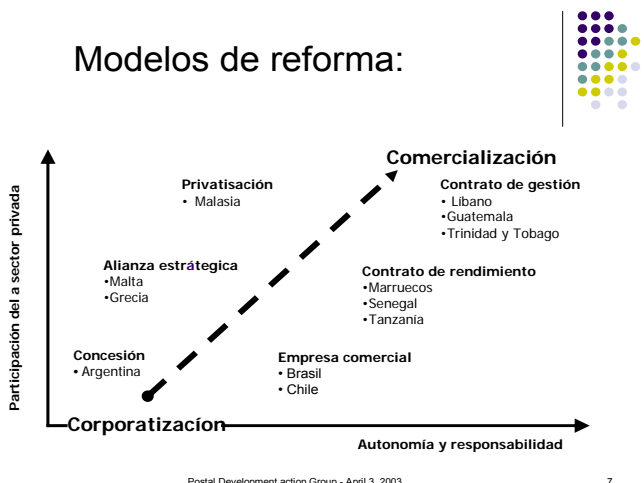 Modelos de reforma:
Comercialización
Privatisación
• Malasia
Contrato de gestión
• Líbano
•Guatemala
•Trinidad y Tobago
Participación del a sector privada
Alianza estrátegica
•Malta
•Grecia
Contrato de rendimiento
•Marruecos
•Senegal
•Tanzanía
Concesión
• Argentina
Empresa comercial
• Brasil
• Chile
Corporatizacíon
Autonomía y responsabilidad
Postal Development action Group - April 3, 2003
7